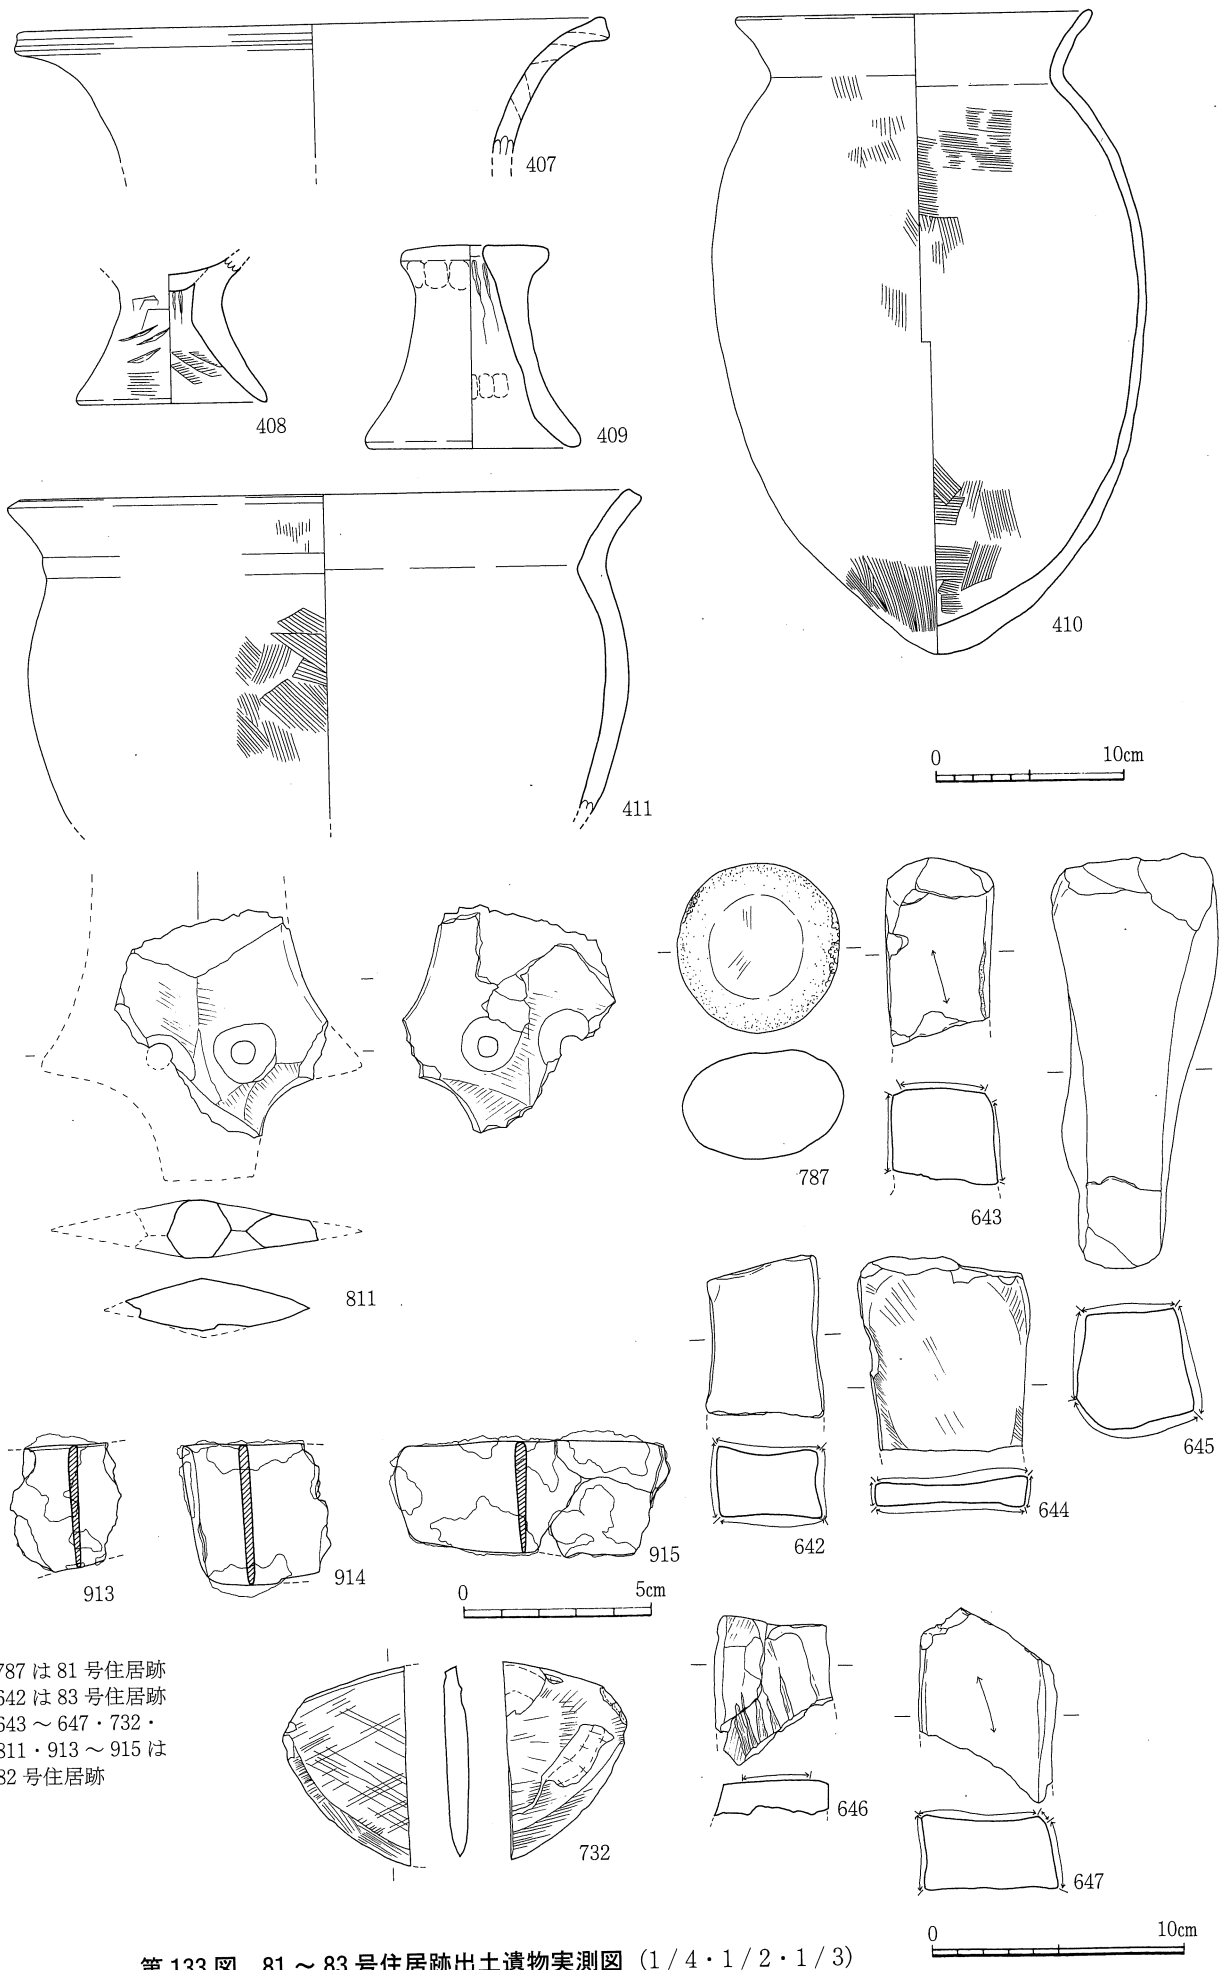 407
408
409
410
411
0 10cm
787
643
645
811
642
644
913
914
915
0 5cm
787 は 81 号住居跡
642 は 83 号住居跡
643 ~ 647・732・
811・913 ~ 915 は
82 号住居跡
732
646
647
0 10cm
第 133 図 81 ~ 83 号住居跡出土遺物実測図 (1/4・1/2・1/3)